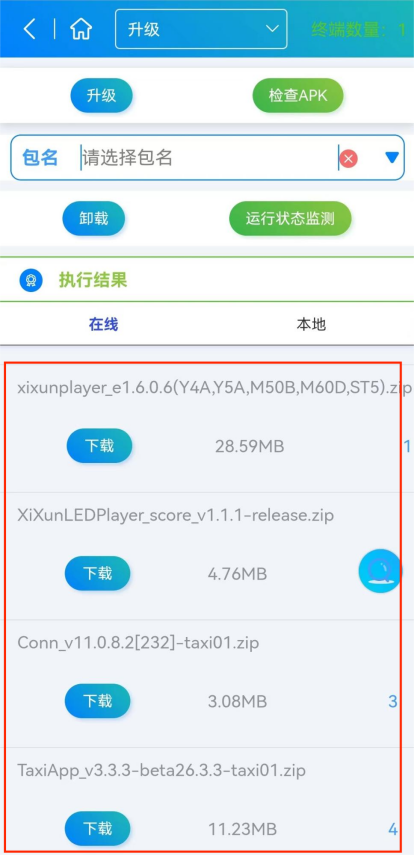 升级 终端数量: 1
升级 检查APK
包名 请选择包名
卸载 运行状态监测
执行结果
在线 本地
xixunplayer_e1.6.0.6(Y4A,Y5A,M50B,M60D,ST5).zip
下载 28.59MB 1
XiXunLEDPlayer_score_v1.1.1-release.zip
下载 4.76MB
Conn_v11.0.8.2[232]-taxi01.zip
下载 3.08MB 3
TaxiApp_v3.3.3-beta26.3.3-taxi01.zip
下载 11.23MB 4